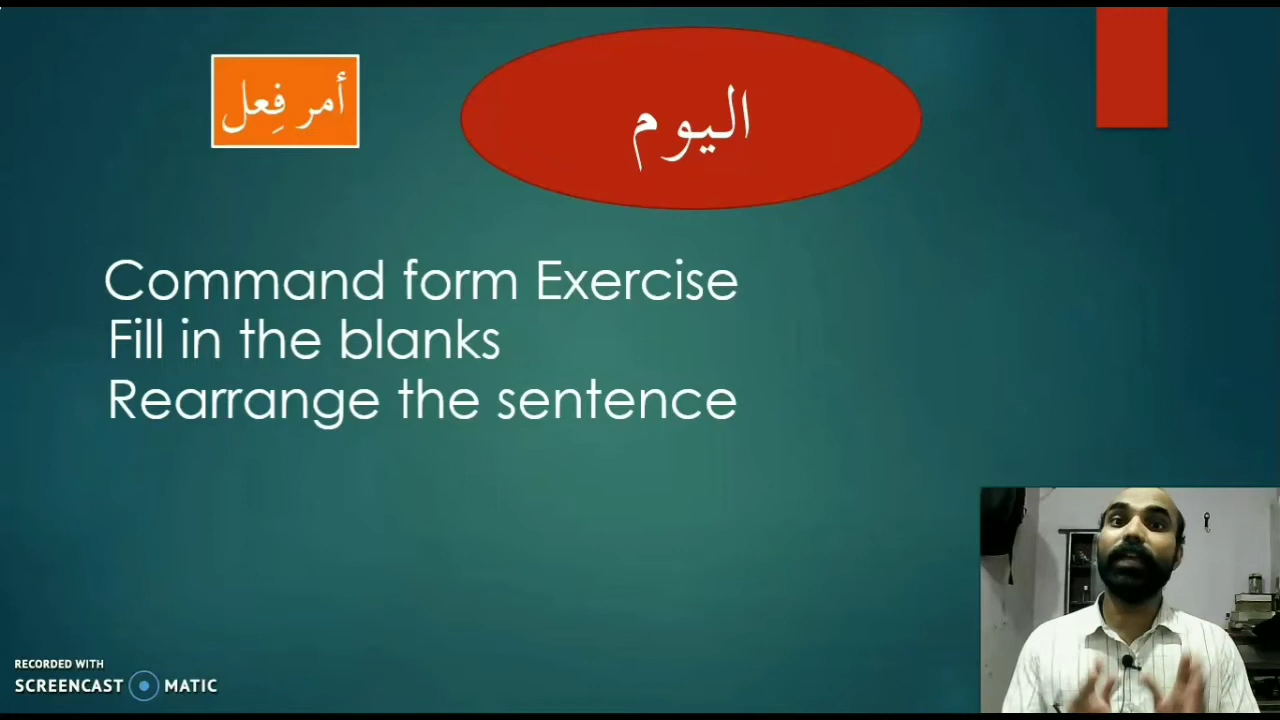 أمر فِعل
اليوم
Command form Exercise
Fill in the blanks
Rearrange the sentence
RECORDED WITH
SCREENCAST MATIC